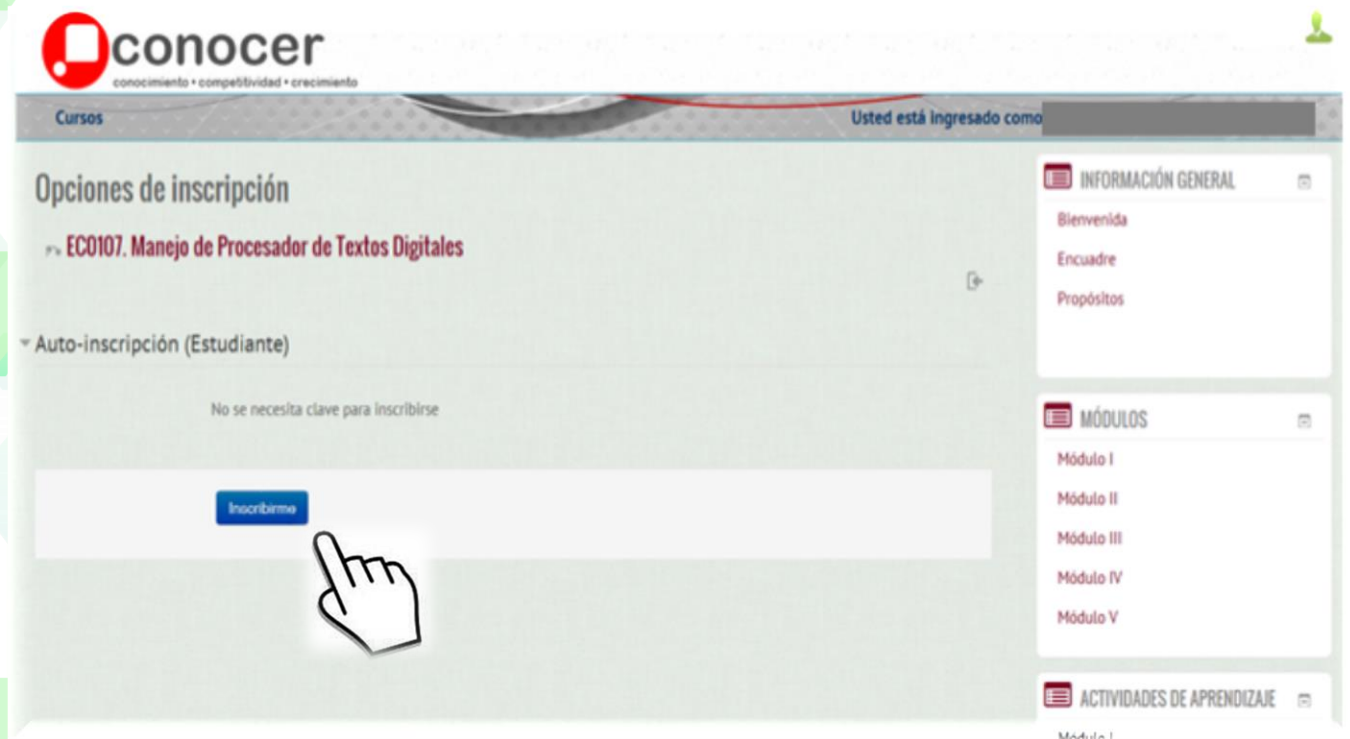 conocer
conocimiento • competitividad • crecimiento
Cursos
Usted está ingresado como
Opciones de inscripción
EC0107. Manejo de Procesador de Textos Digitales
Auto-inscripción (Estudiante)
No se necesita clave para inscribirse
Inscribirme
INFORMACIÓN GENERAL
Bienvenida
Encuadre
Propósitos
MÓDULOS
Módulo I
Módulo II
Módulo III
Módulo IV
Módulo V
ACTIVIDADES DE APRENDIZAJE
Módulo I